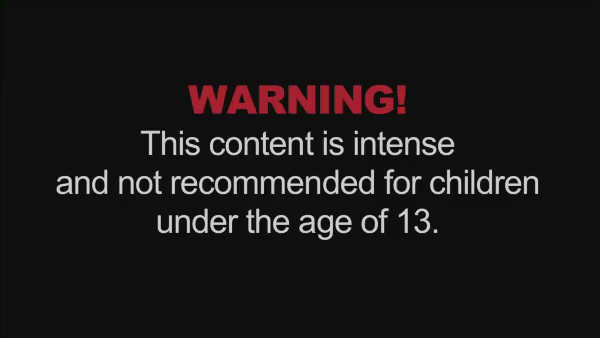 WARNING!
This content is intense
and not recommended for children
under the age of 13.